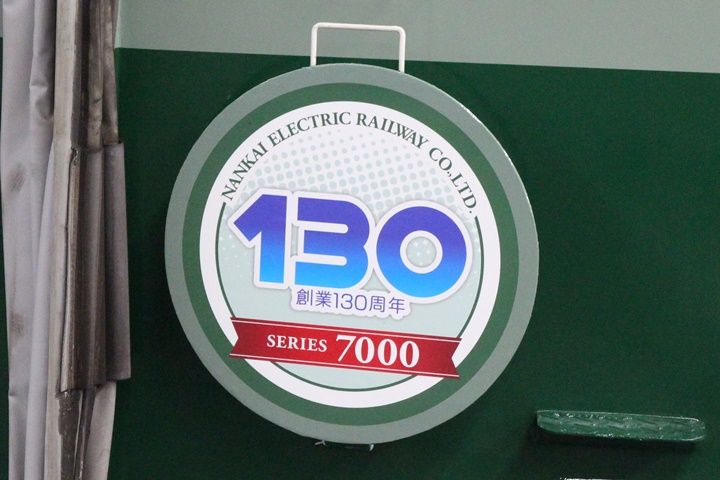 NANKAI ELECTRIC RAILWAY CO.,LTD.
130
創業130周年
SERIES 7000